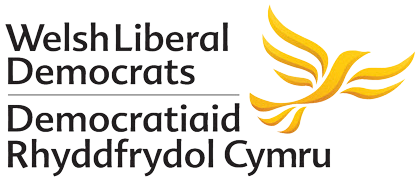 Welsh Liberal
Democrats
Democratiaid
Rhyddfrydol Cymru